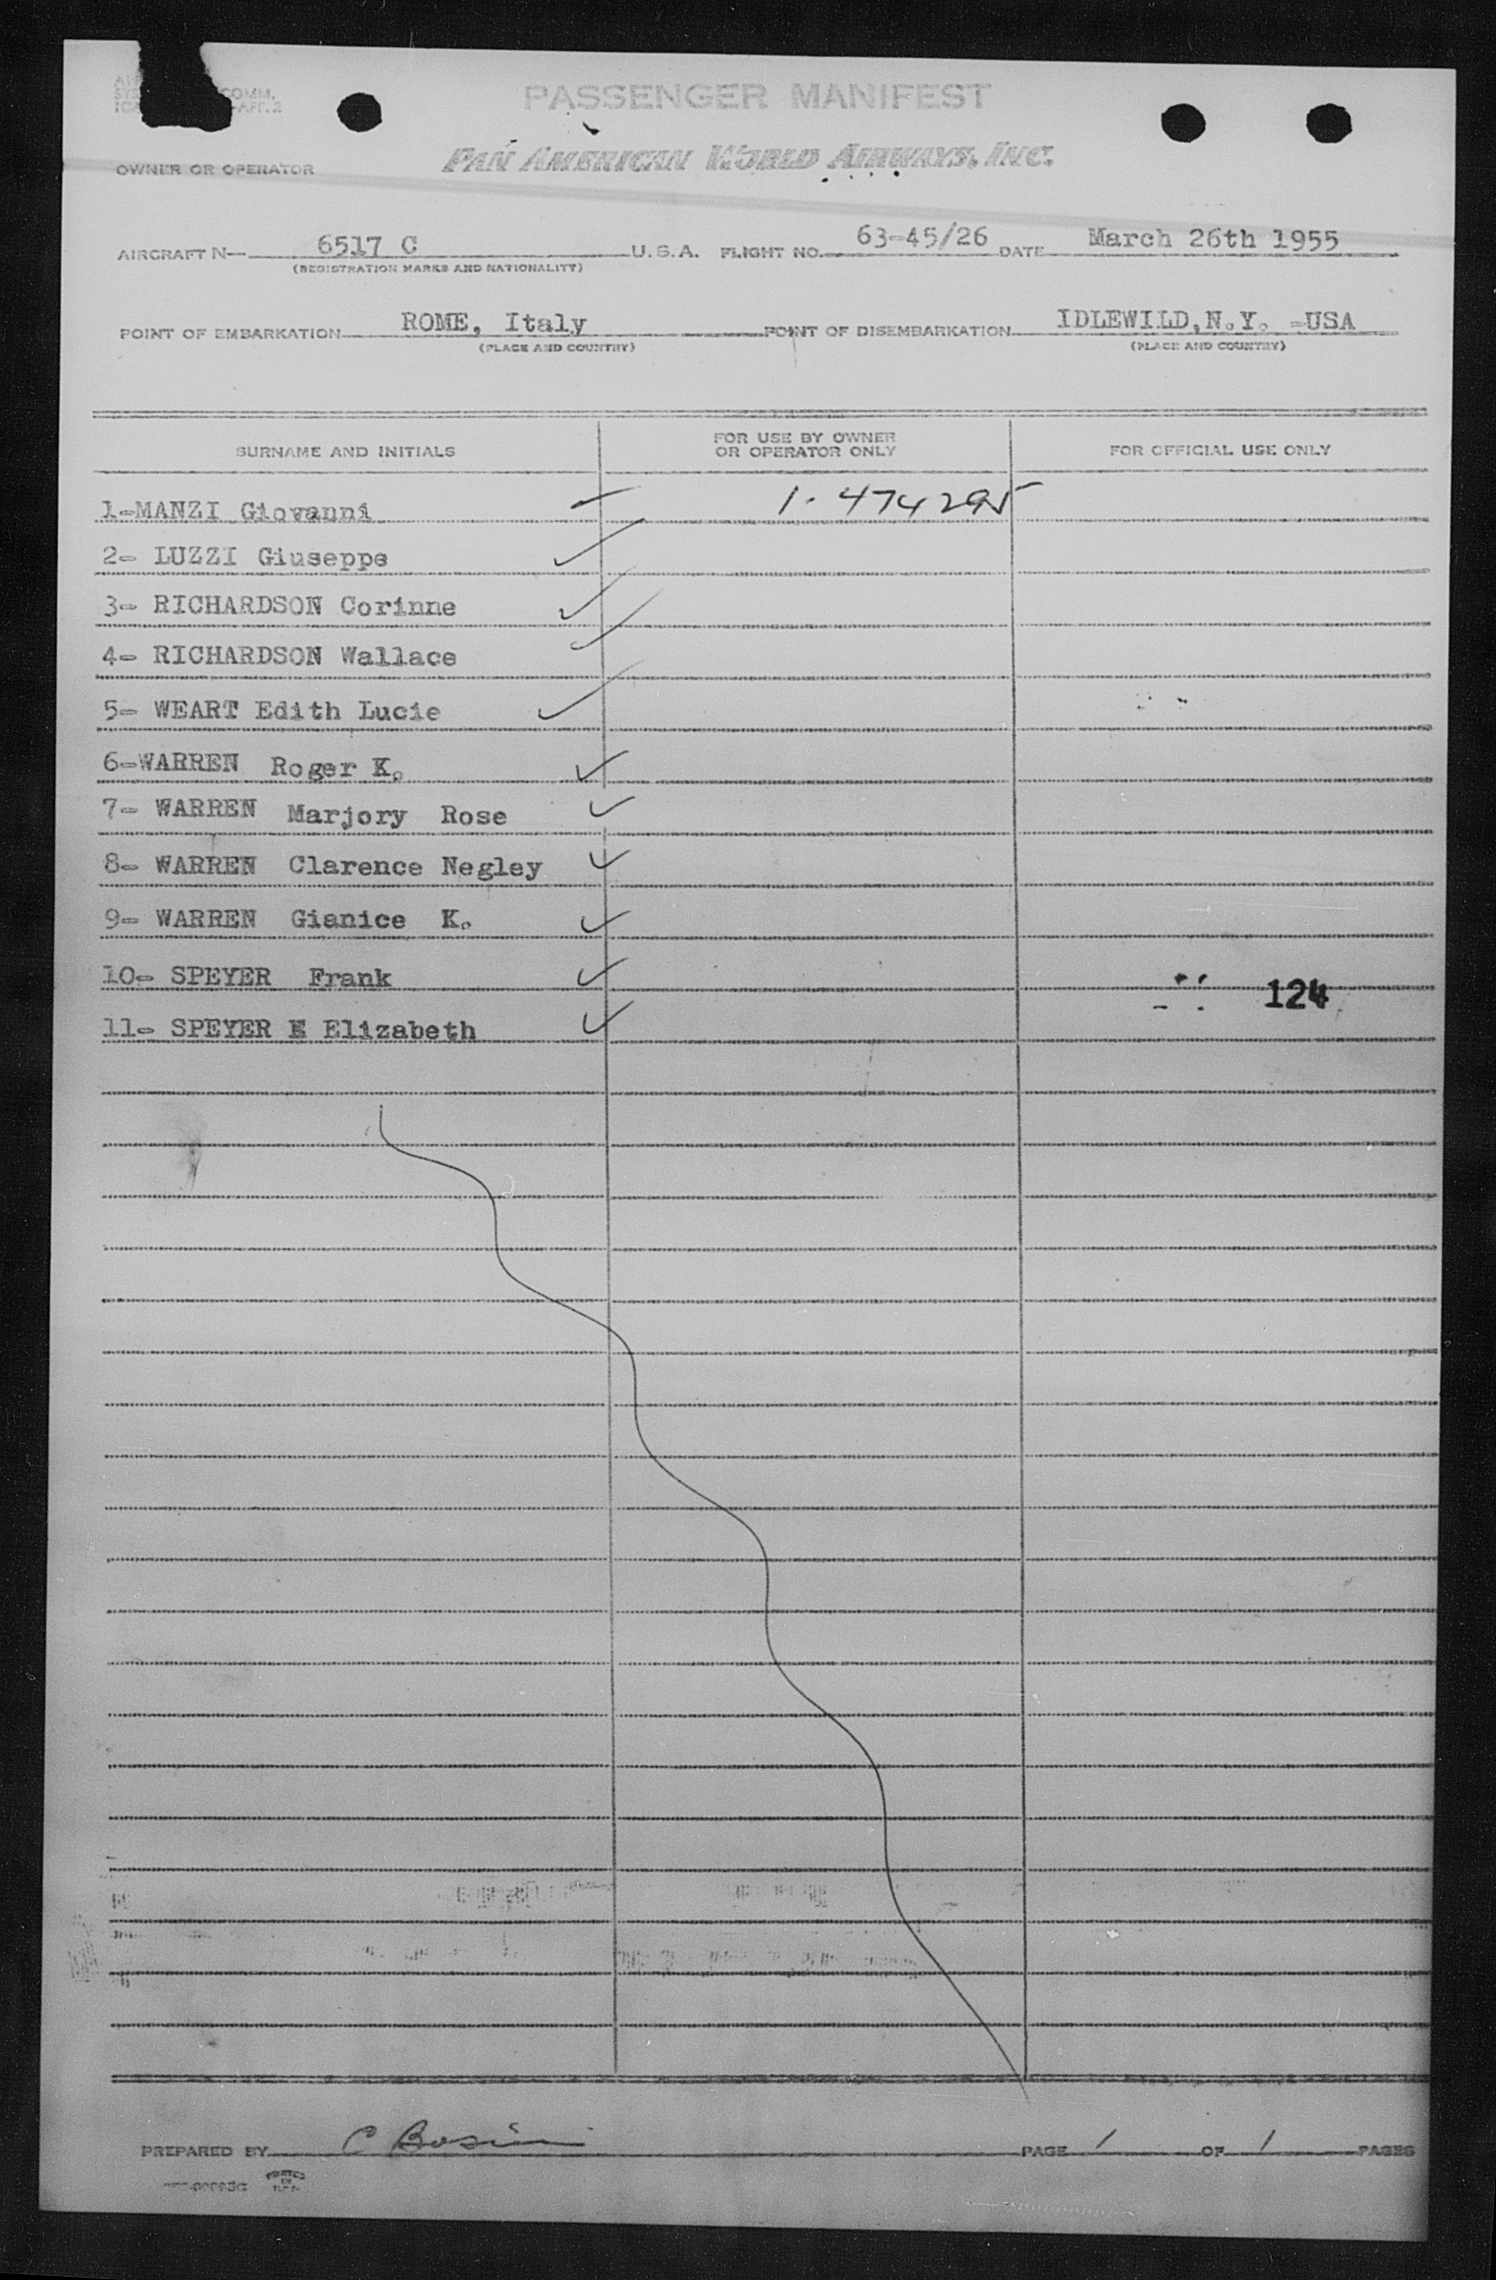 COMM.
PASSENGER MANIFEST
OWNER OR OPERATOR PAN AMERICAN WORLD AIRWAYS, INC.
AIRCRAFT N- 6517 C U.S.A. FLIGHT NO. 63-45/26 DATE March 26th 1955
(REGISTRATION MARKS AND NATIONALITY)
POINT OF EMBARKATION ROME, Italy POINT OF DISEMBARKATION IDLEWILD,N.Y. -USA
(PLACE AND COUNTRY) (PLACE AND COUNTRY)
SURNAME AND INITIALS FOR USE BY OWNER OR OPERATOR ONLY FOR OFFICIAL USE ONLY
1-MANZI Giovanni 1-474295
2- LUZZI Giuseppe
3- RICHARDSON Corinne
4- RICHARDSON Wallace
5- WEART Edith Lucie
6-WARREN Roger K.
7- WARREN Marjory Rose
8- WARREN Clarence Negley
9- WARREN Gianice K.
10- SPEYER Frank 124
11- SPEYER E Elizabeth
PREPARED BY C Bosini PAGE 1 OF 1 PAGES
PRINTED IN